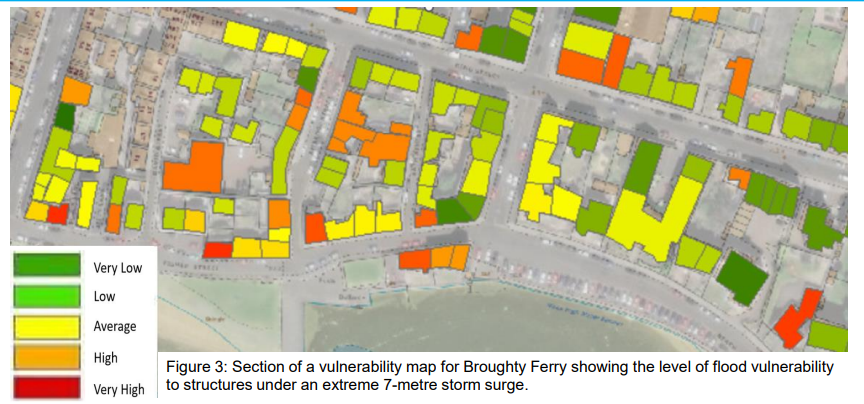 Very Low
Low
Average
High
Very High
Figure 3: Section of a vulnerability map for Broughty Ferry showing the level of flood vulnerability
to structures under an extreme 7-metre storm surge.